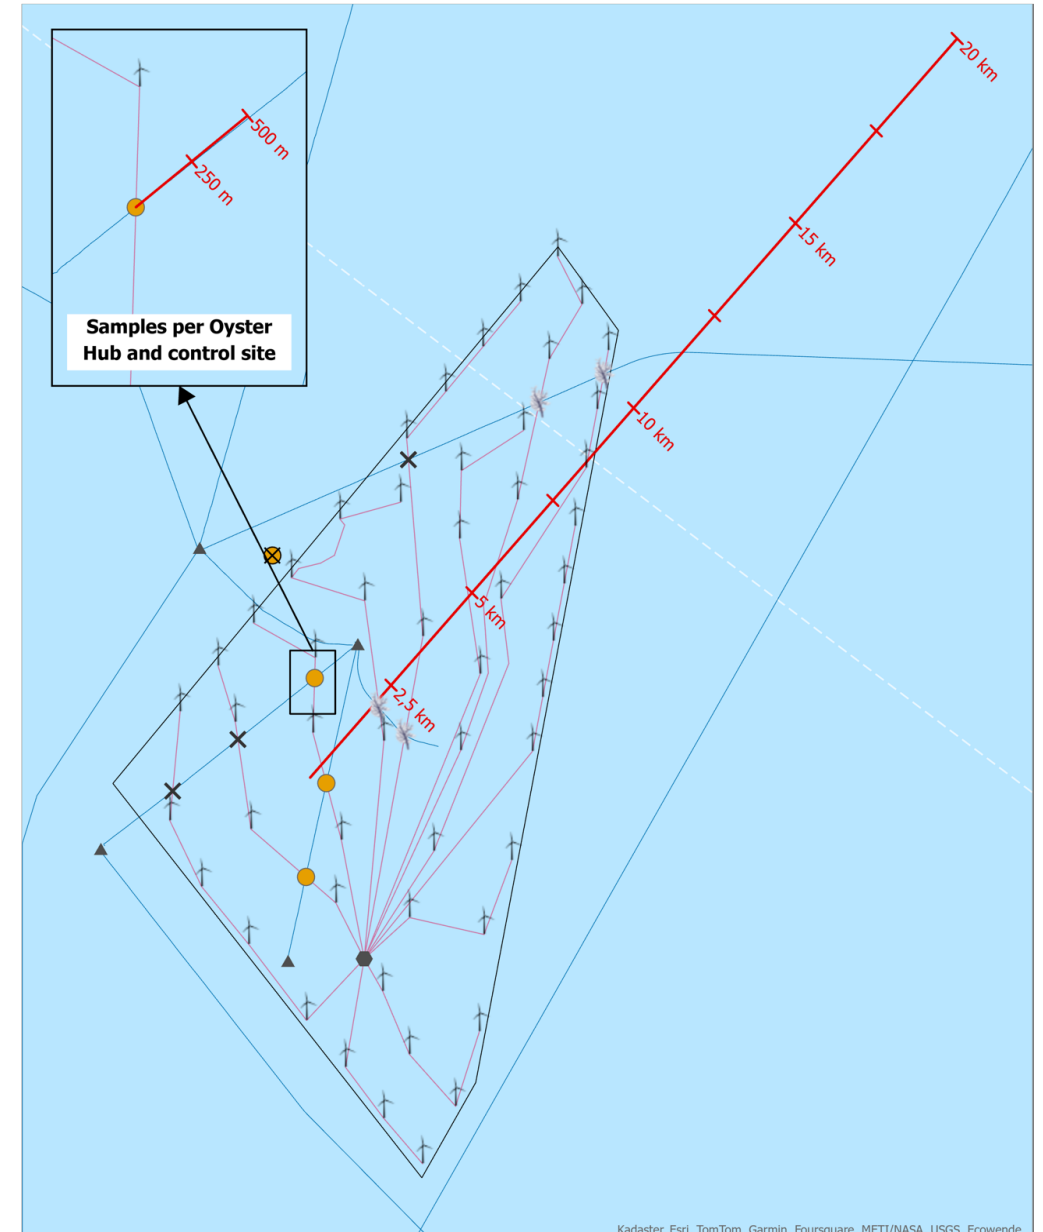 500 m
250 m
Samples per Oyster
Hub and control site
20 km
15 km
10 km
5 km
2,5 km
Kadaster, Esri, TomTom, Garmin, Foursquare, METI/NASA, USGS, Ecowende